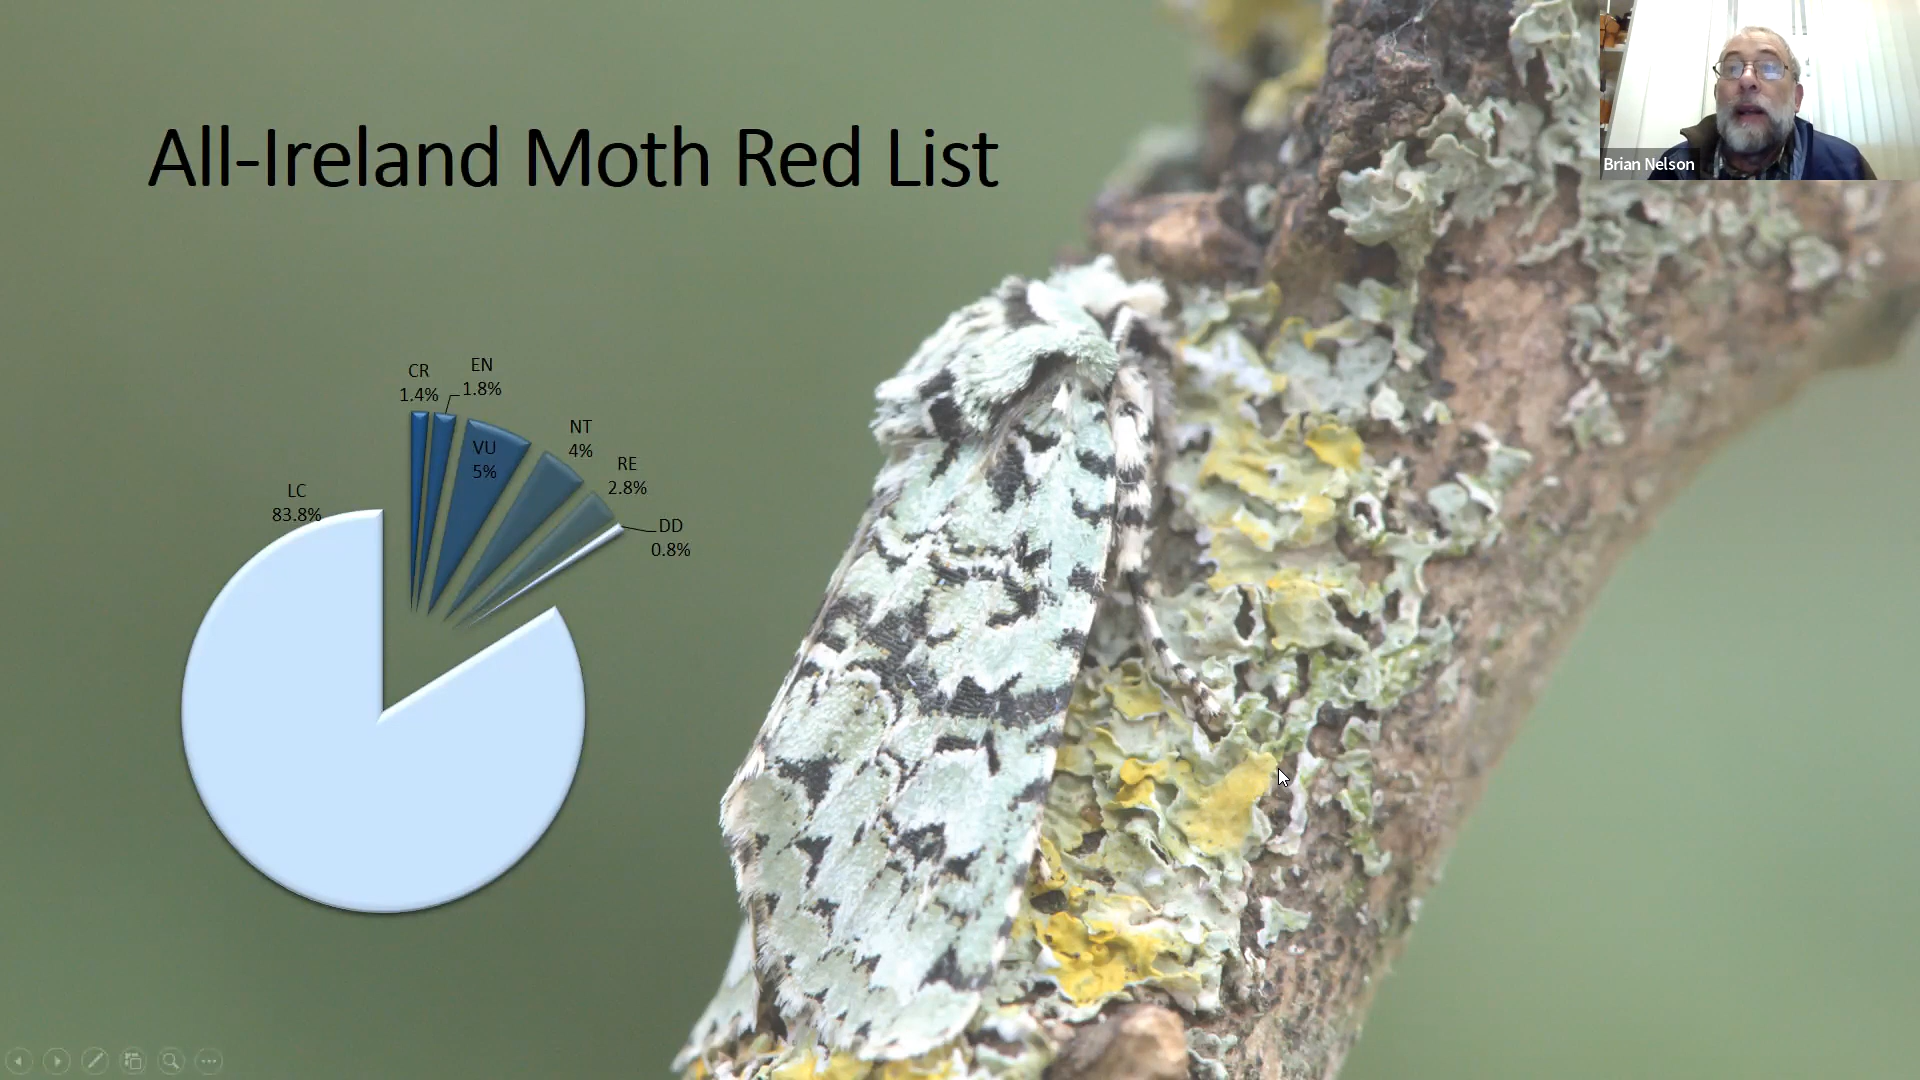 All-Ireland Moth Red List
Brian Nelson
CR
1.4%
EN
1.8%
VU
5%
NT
4%
RE
2.8%
DD
0.8%
LC
83.8%